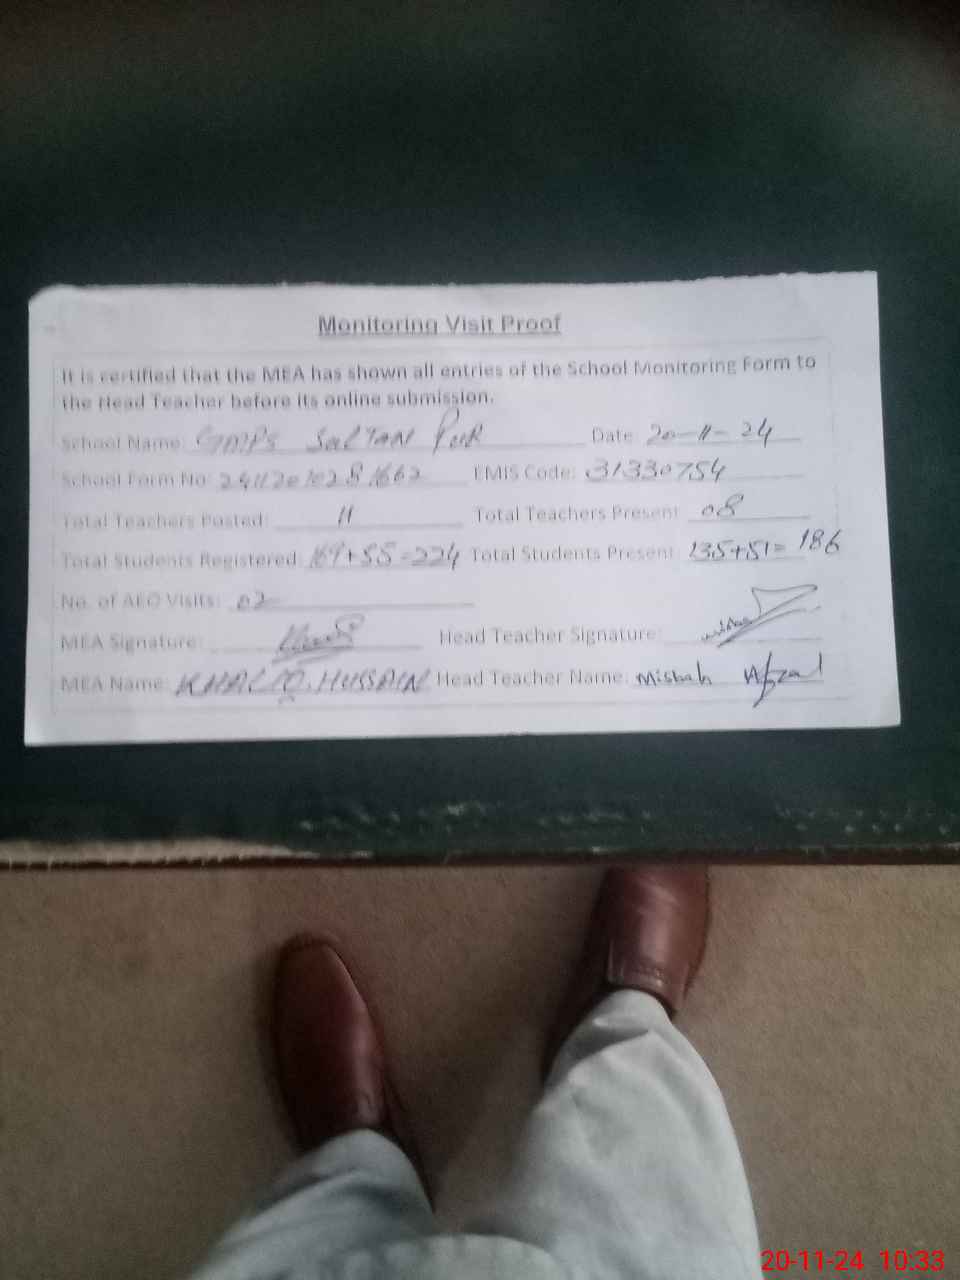 Monitoring Visit Proof
It is certified that the MEA has shown all entries of the School Monitoring Form to
the Head Teacher before its online submission.
School Name: GMPS SULTAN PUR Date 20-11-24
School Form No: 24112010281662 EMIS Code: 31330754
Total Teachers Posted: 11 Total Teachers Present 08
Total Students Registered: 169+55=224 Total Students Present 135+51= 186
No. of AEO Visits: 02
MEA Signature: Head Teacher Signature:
MEA Name: KHALIQ HUSSAIN Head Teacher Name: Misbah Afzal
20-11-24 10:33